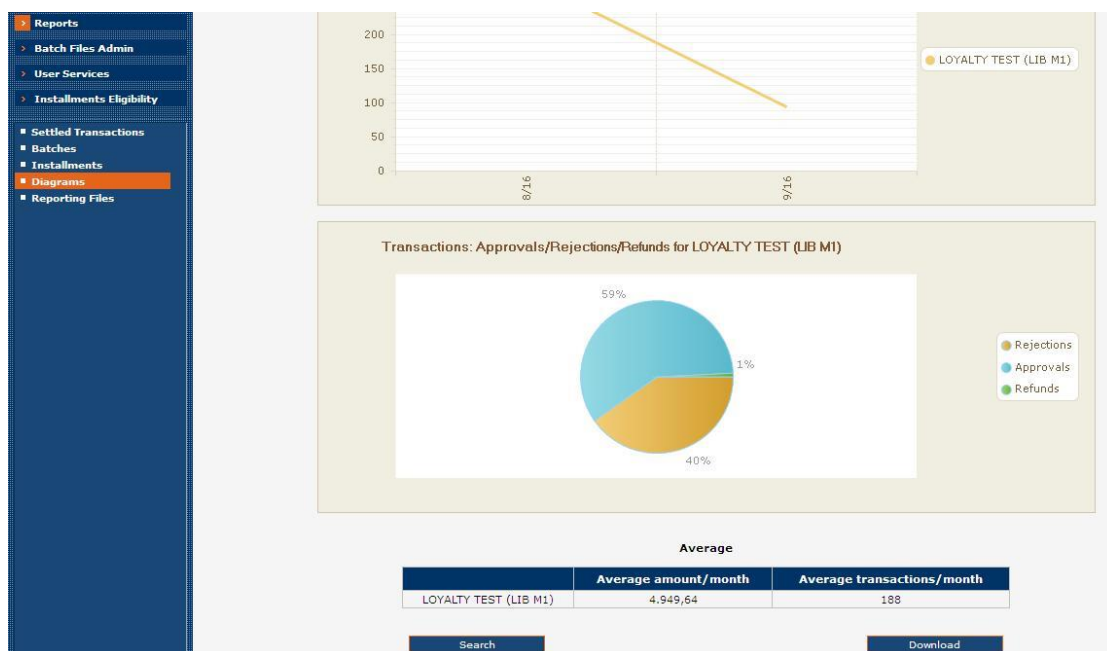 Reports
Batch Files Admin
User Services
Installments Eligibility
Settled Transactions
Batches
Installments
Diagrams
Reporting Files
200
150
100
50
0
8/16
9/16
LOYALTY TEST (LIB M1)
Transactions: Approvals/Rejections/Refunds for LOYALTY TEST (LIB M1)
59%
1%
40%
Rejections
Approvals
Refunds
Average
Average amount/month Average transactions/month
LOYALTY TEST (LIB M1) 4.949,64 188
Search Download